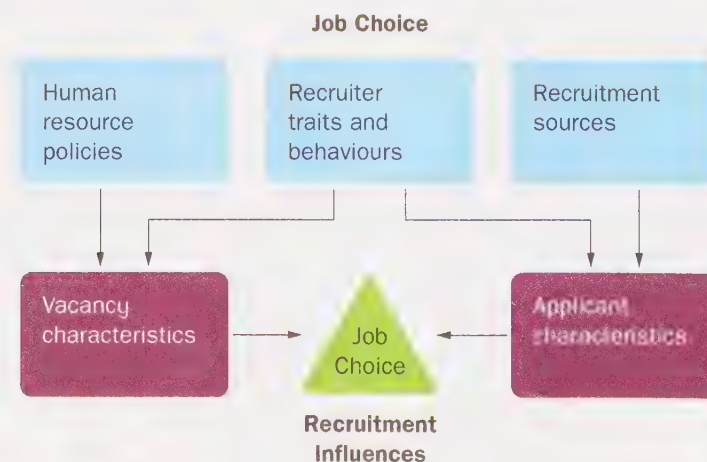 Job Choice
Human
resource
policies
Recruiter
traits and
behaviours
Recruitment
sources
Vacancy
characteristics
Job
Choice
Applicant
characteristics
Recruitment
Influences